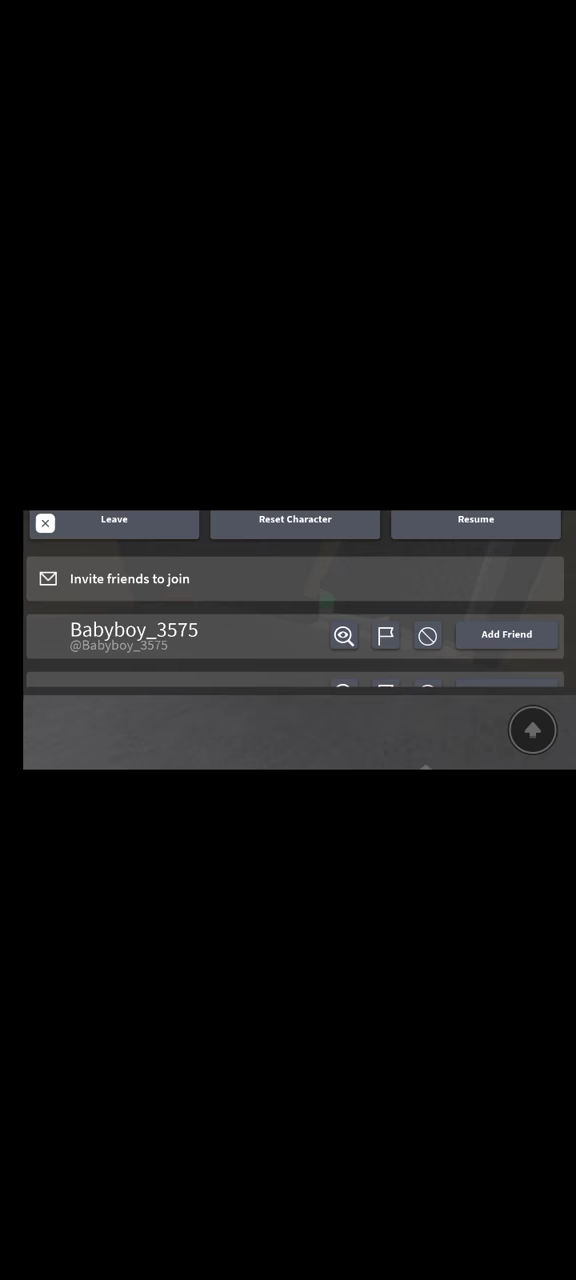 Leave
Reset Character
Resume
Invite friends to join
Babyboy_3575
@Babyboy_3575
Add Friend